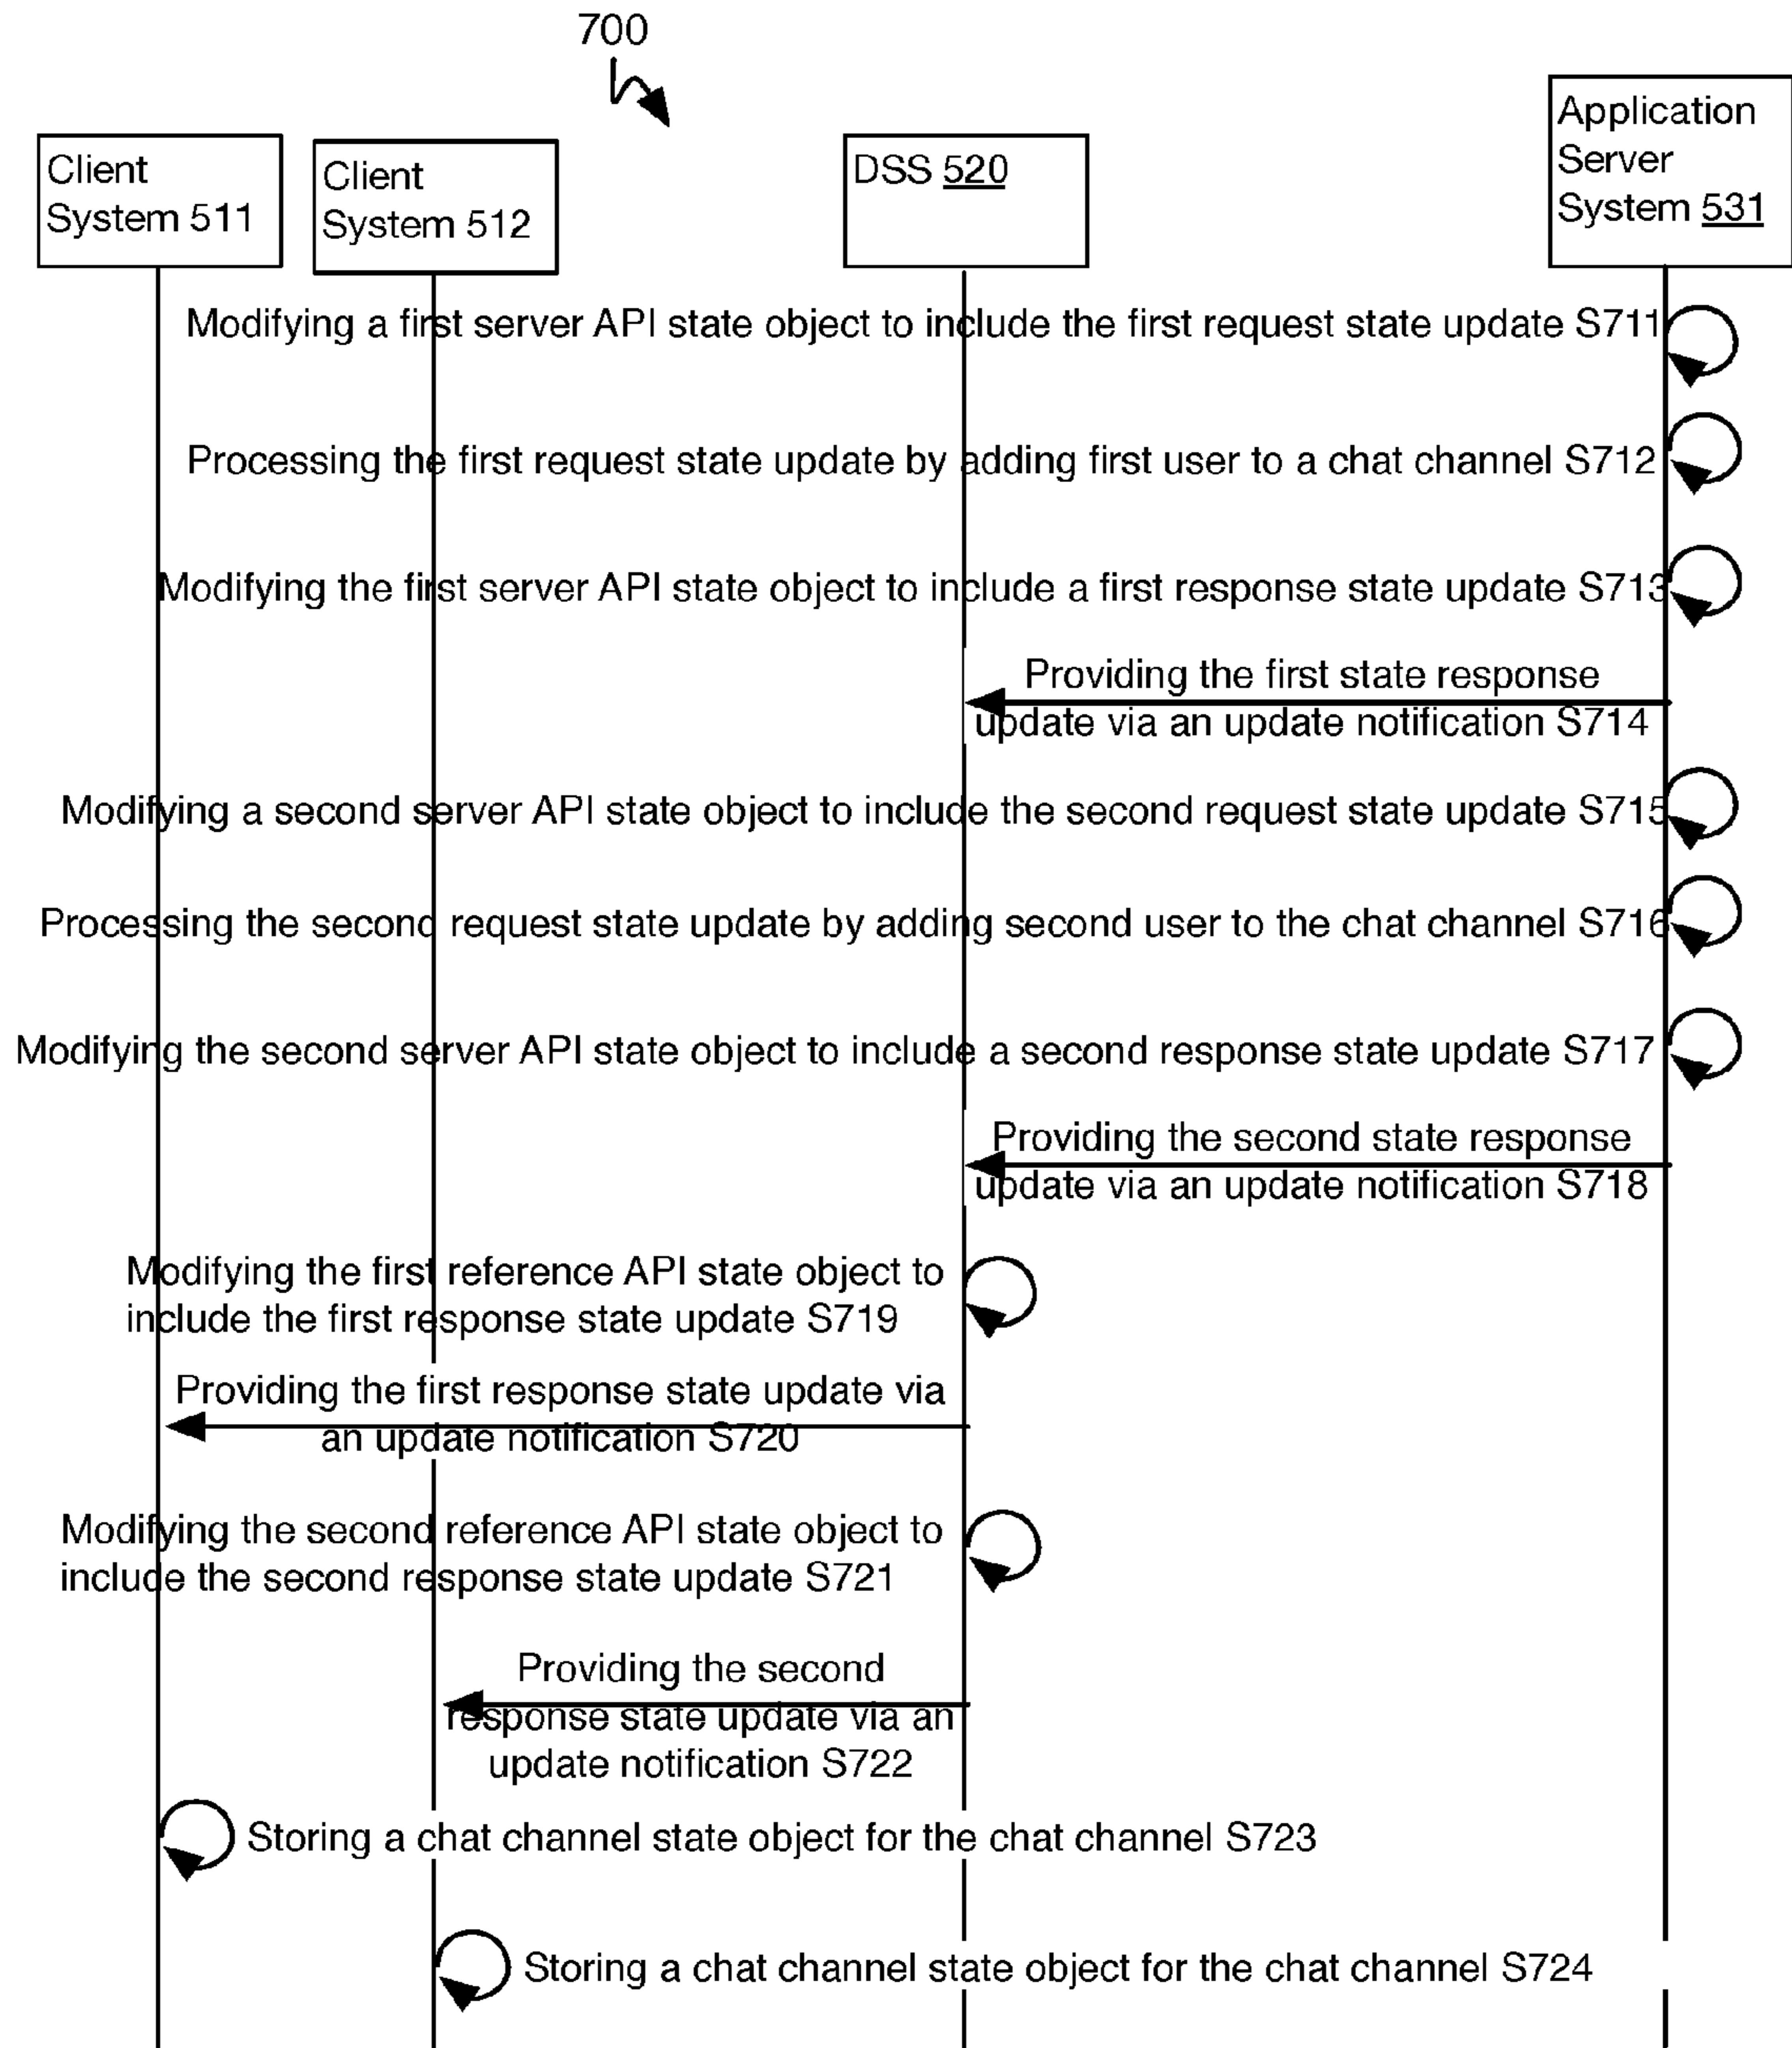 700
Client
System 511
Client
System 512
DSS 520
Application
Server
System 531
Modifying a first server API state object to include the first request state update S711
Processing the first request state update by adding first user to a chat channel S712
Modifying the first server API state object to include a first response state update S713
Providing the first state response
update via an update notification S714
Modifying a second server API state object to include the second request state update S715
Processing the second request state update by adding second user to the chat channel S716
Modifying the second server API state object to include a second response state update S717
Providing the second state response
update via an update notification S718
Modifying the first reference API state object to
include the first response state update S719
Providing the first response state update via
an update notification S720
Modifying the second reference API state object to
include the second response state update S721
Providing the second
response state update via an
update notification S722
Storing a chat channel state object for the chat channel S723
Storing a chat channel state object for the chat channel S724